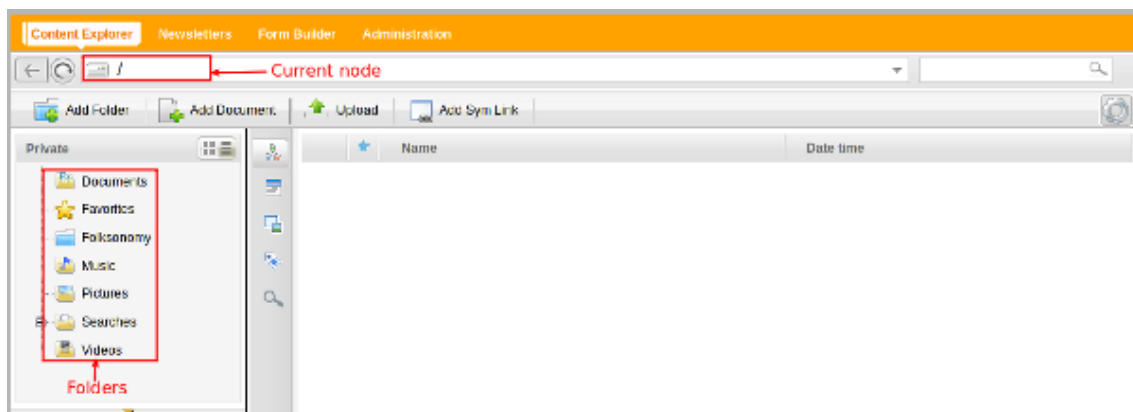 Content Explorer Newsletters Form Builder Administration
/ Current node
Add Folder Add Document Upload Add Sym Link
Private Name Date time
Documents
Favorites
Folksonomy
Music
Pictures
Searches
Videos
Folders